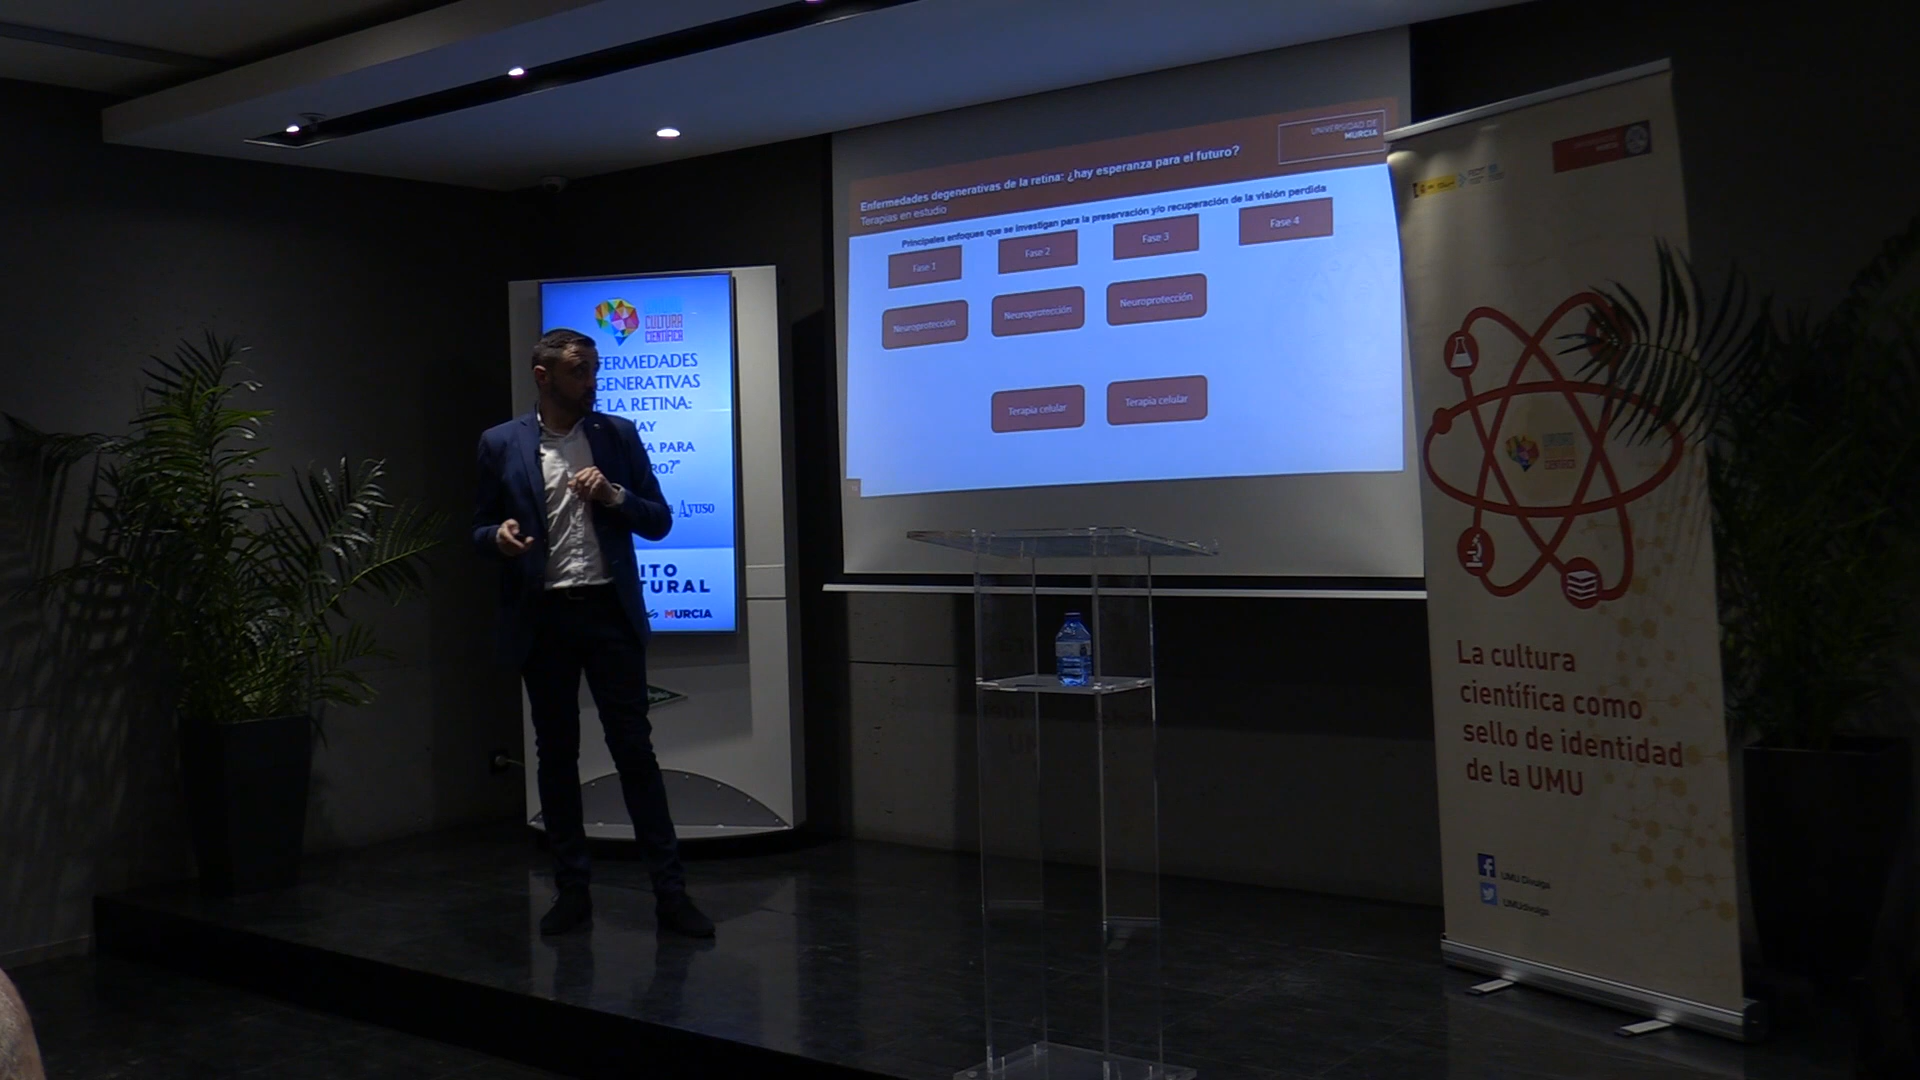 UNIVERSIDAD DE
MURCIA
Enfermedades degenerativas de la retina: ¿hay esperanza para el futuro?
Terapias en estudio
Principales enfoques que se investigan para la preservación y/o recuperación de la visión perdida
Fase 1
Fase 2
Fase 3
Fase 4
Neuroprotección
Neuroprotección
Neuroprotección
Terapia celular
Terapia celular
CULTURA
CIENTÍFICA
FERMEDADES
GENERATIVAS
E LA RETINA:
AY
A PARA
RO?"
Ayuso
ITO
TURAL
MURCIA
La cultura
científica como
sello de identidad
de la UMU
UMU Divulga
UMUdivulga